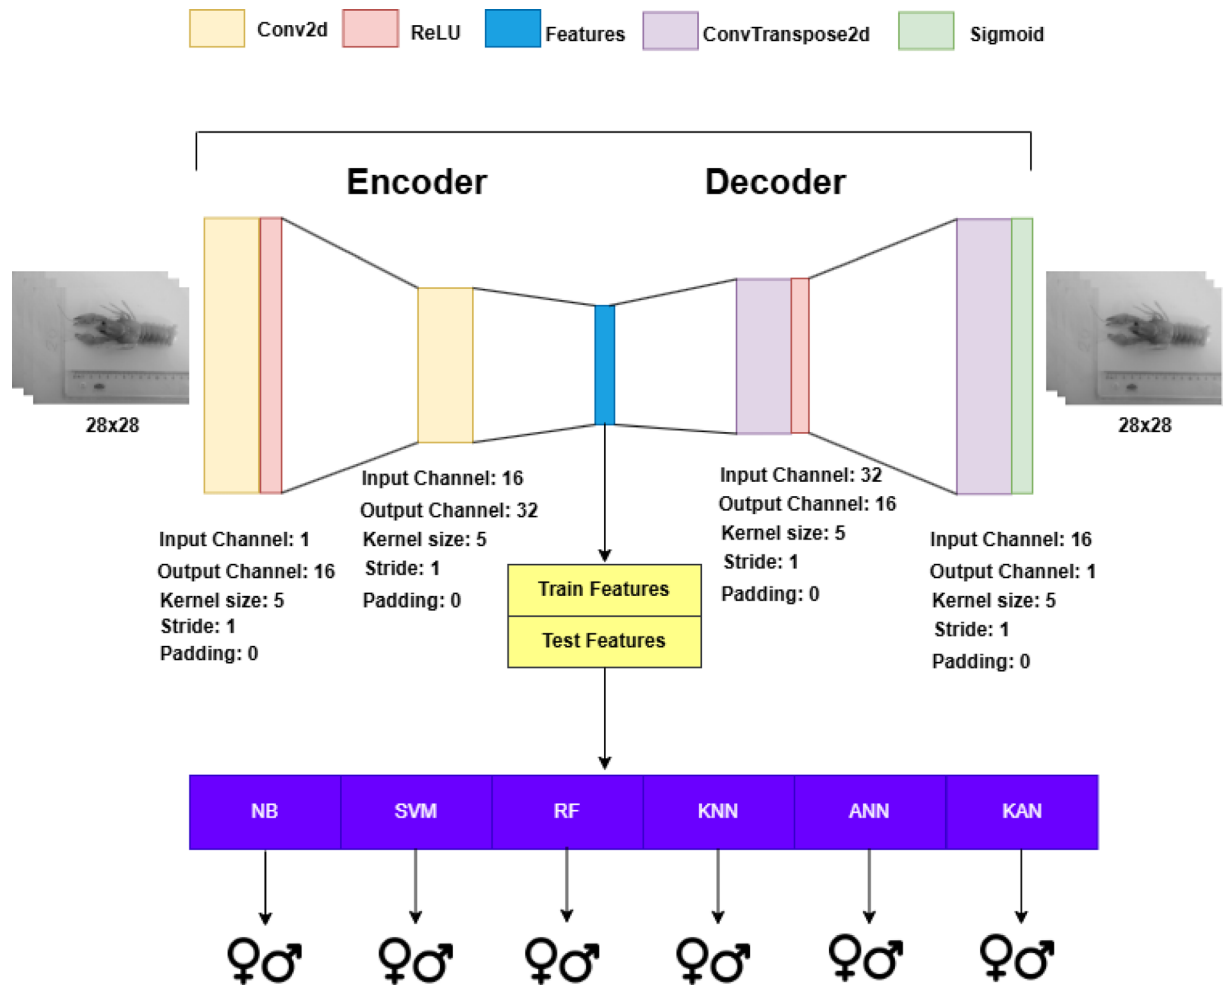 Conv2d
ReLU
Features
ConvTranspose2d
Sigmoid
Encoder
Decoder
28x28
28x28
Input Channel: 1
Output Channel: 16
Kernel size: 5
Stride: 1
Padding: 0
Input Channel: 16
Output Channel: 32
Kernel size: 5
Stride: 1
Padding: 0
Input Channel: 32
Output Channel: 16
Kernel size: 5
Stride: 1
Padding: 0
Input Channel: 16
Output Channel: 1
Kernel size: 5
Stride: 1
Padding: 0
Train Features
Test Features
NB
SVM
RF
KNN
ANN
KAN